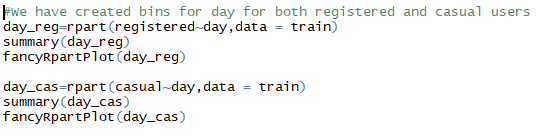 #We have created bins for day for both registered and casual users
day_reg=rpart(registered~day,data = train)
summary(day_reg)
fancyRpartPlot(day_reg)
day_cas=rpart(casual~day,data = train)
summary(day_cas)
fancyRpartPlot(day_cas)